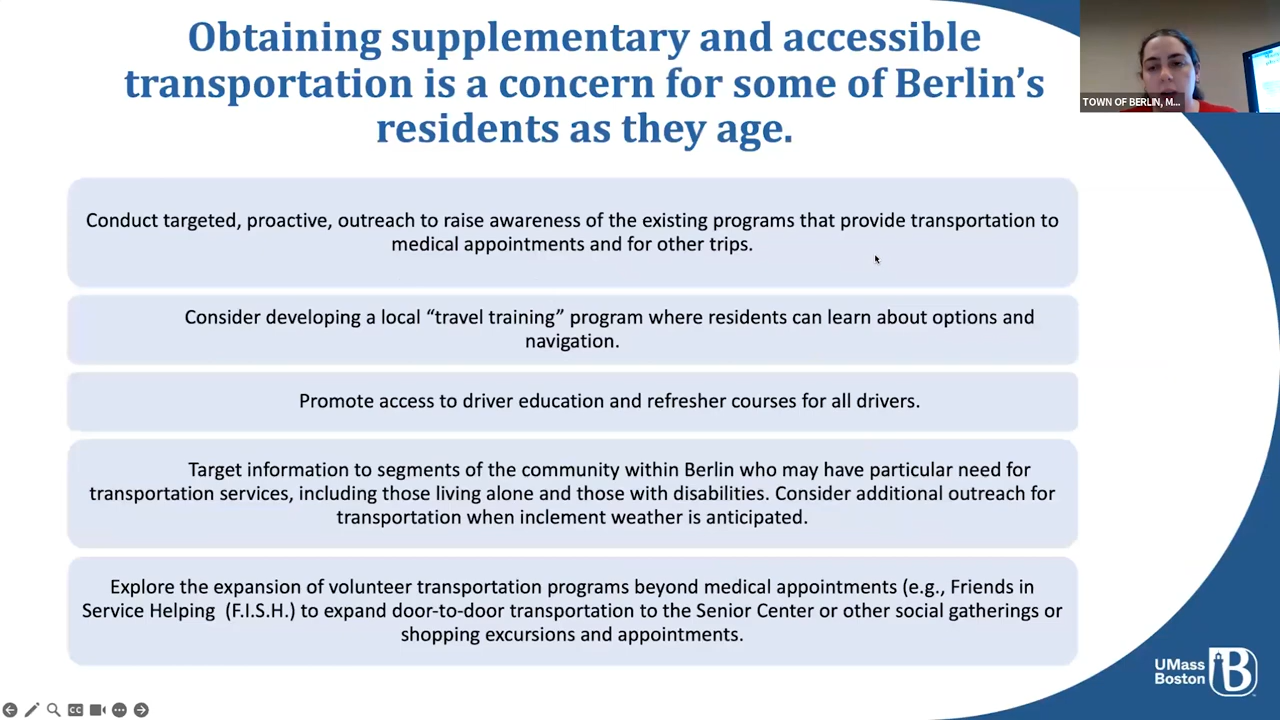 Obtaining supplementary and accessible
transportation is a concern for some of Berlin's
residents as they age.
TOWN OF BERLIN, M...
Conduct targeted, proactive, outreach to raise awareness of the existing programs that provide transportation to
medical appointments and for other trips.
Consider developing a local “travel training” program where residents can learn about options and
navigation.
Promote access to driver education and refresher courses for all drivers.
Target information to segments of the community within Berlin who may have particular need for
transportation services, including those living alone and those with disabilities. Consider additional outreach for
transportation when inclement weather is anticipated.
Explore the expansion of volunteer transportation programs beyond medical appointments (e.g., Friends in
Service Helping (F.I.S.H.) to expand door-to-door transportation to the Senior Center or other social gatherings or
shopping excursions and appointments.
UMass
Boston
B
CC